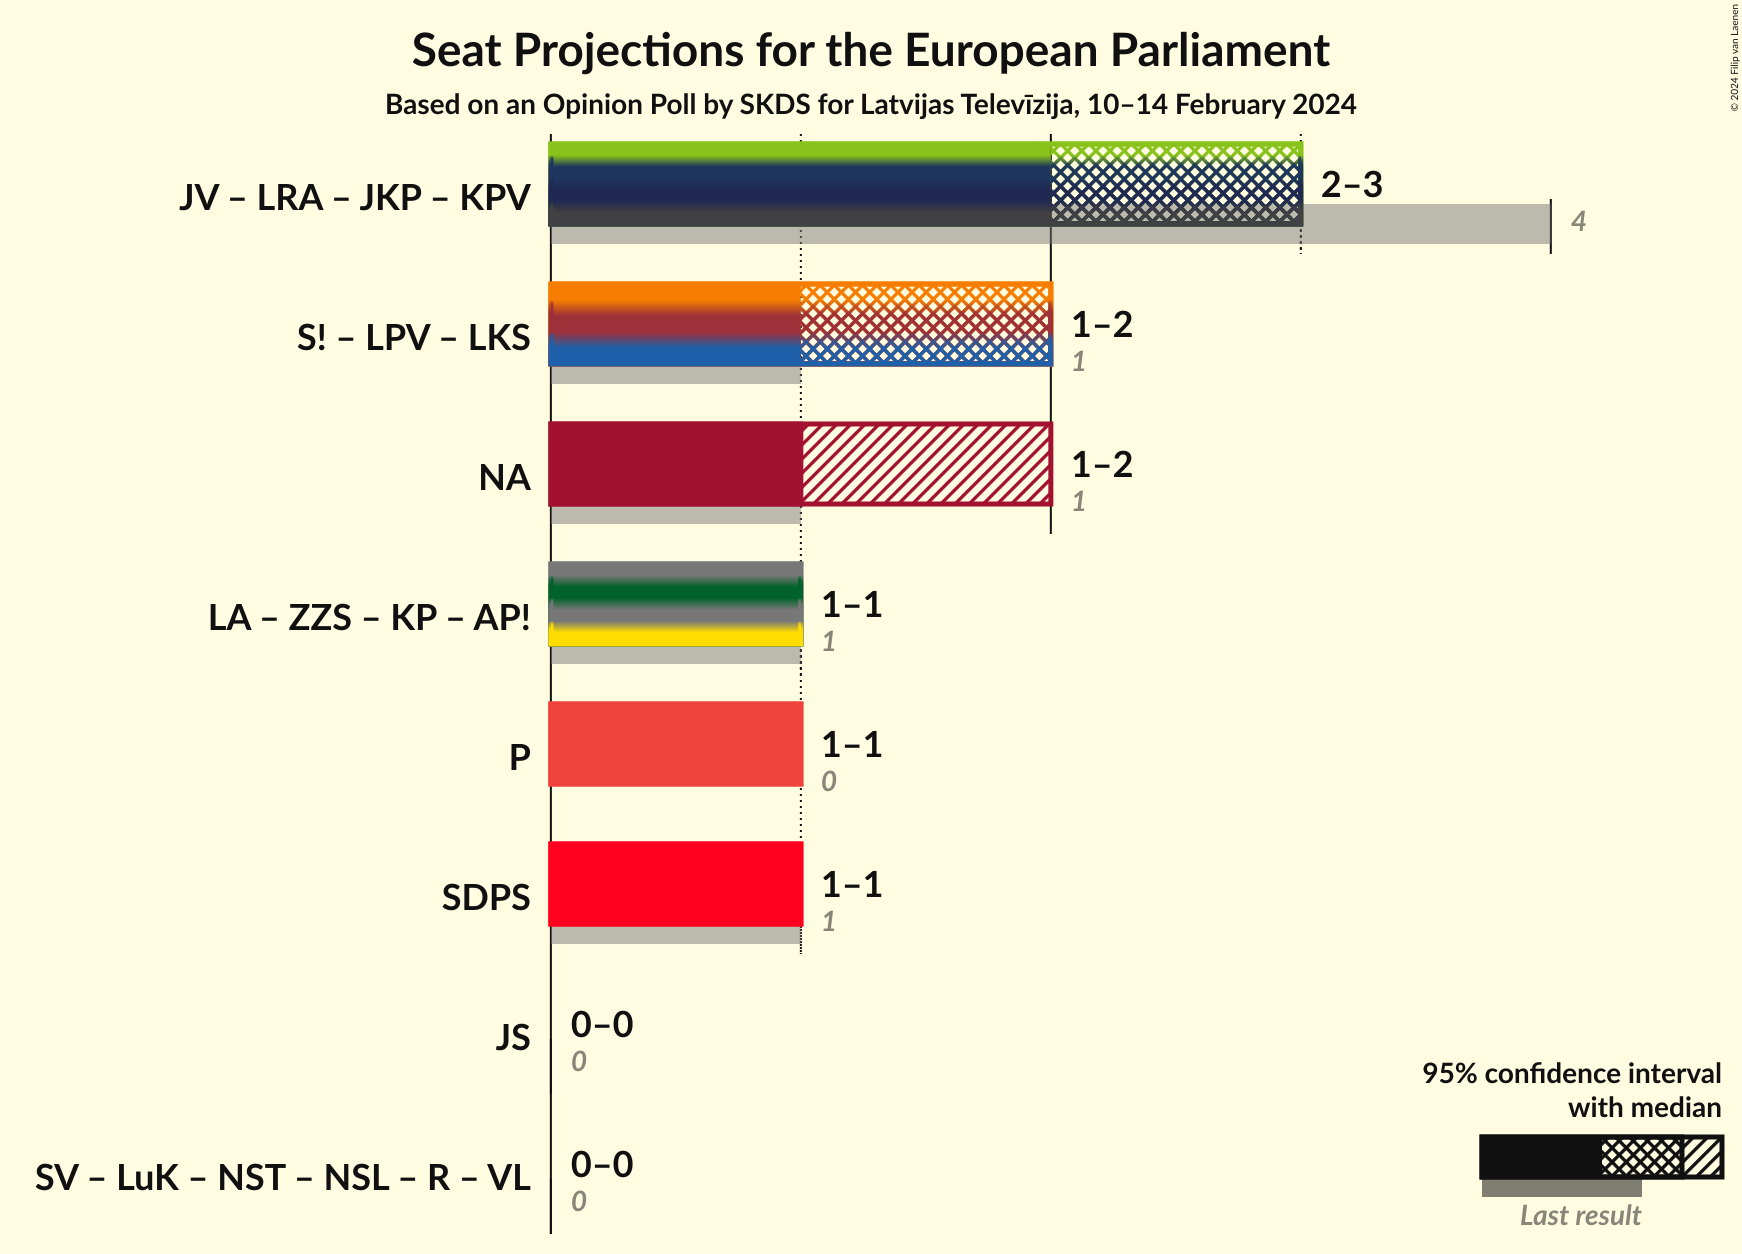 Seat Projections for the European Parliament
Based on an Opinion Poll by SKDS for Latvijas Televīzija, 10–14 February 2024
© 2024 Filip van Laenen
JV – LRA – JKP – KPV
2–3
4
S! – LPV – LKS
1–2
1
NA
1–2
1
LA – ZZS – KP – AP!
1–1
1
P
1–1
0
SDPS
1–1
1
JS
0–0
0
SV – LuK – NST – NSL – R – VL
0–0
0
95% confidence interval
with median
Last result